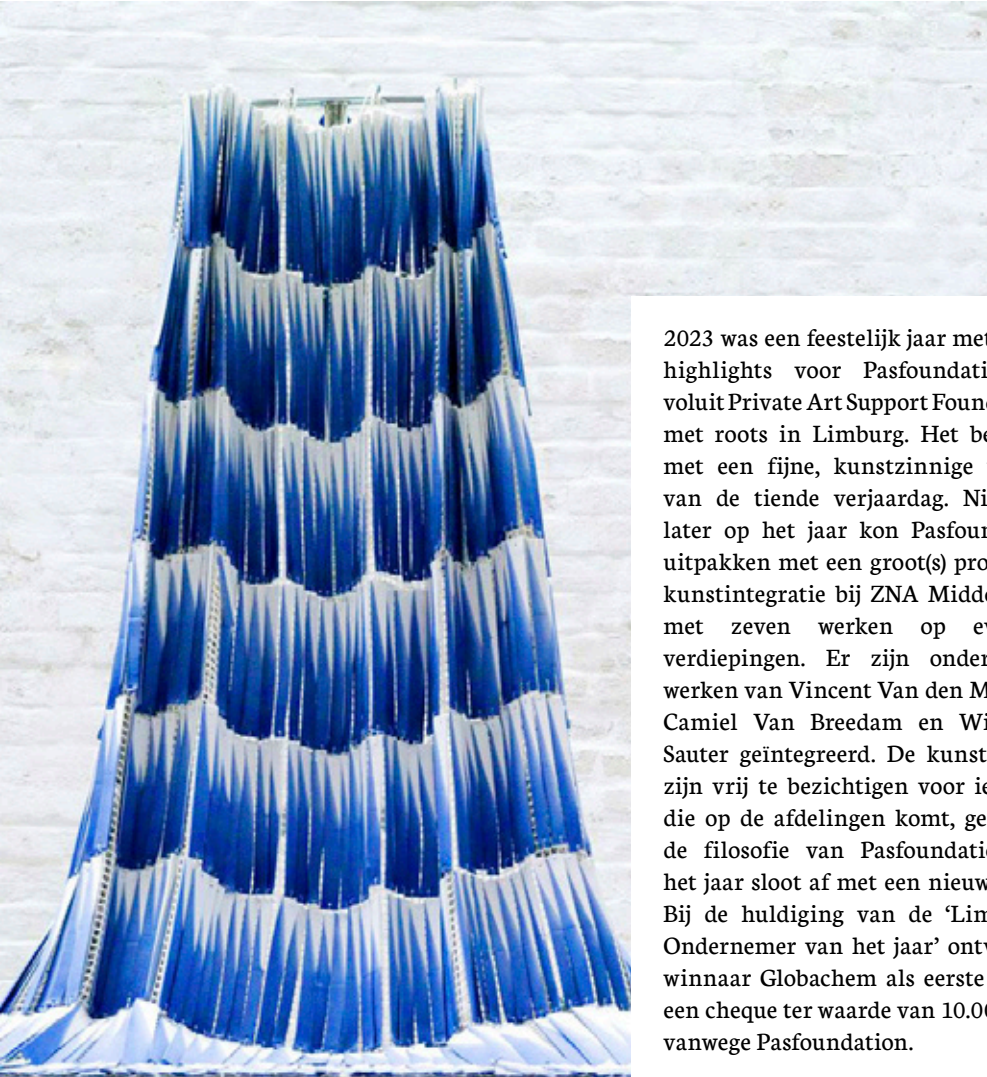 2023 was een feestelijk jaar met
highlights voor Pasfoundati
voluit Private Art Support Foun
met roots in Limburg. Het be
met een fijne, kunstzinnige
van de tiende verjaardag. Ni
later op het jaar kon Pasfour
uitpakken met een groot(s) pro
kunstintegratie bij ZNA Midde
met zeven werken op ev
verdiepingen. Er zijn onder
werken van Vincent Van den M
Camiel Van Breedam en Wi
Sauter geïntegreerd. De kunst
zijn vrij te bezichtigen voor ie
die op de afdelingen komt, ge
de filosofie van Pasfoundatio
het jaar sloot af met een nieuw
Bij de huldiging van de ‘Lim
Ondernemer van het jaar’ ontv
winnaar Globachem als eerste
een cheque ter waarde van 10.00
vanwege Pasfoundation.